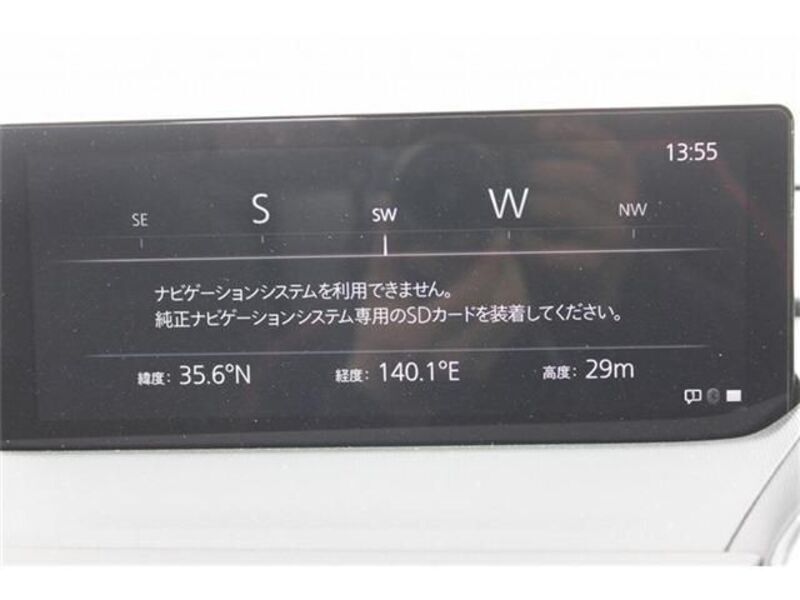 13:55
SE S SW W NW
ナビゲーションシステムを利用できません。
純正ナビゲーションシステム専用のSDカードを装着してください。
緯度: 35.6°N 経度: 140.1°E 高度: 29m